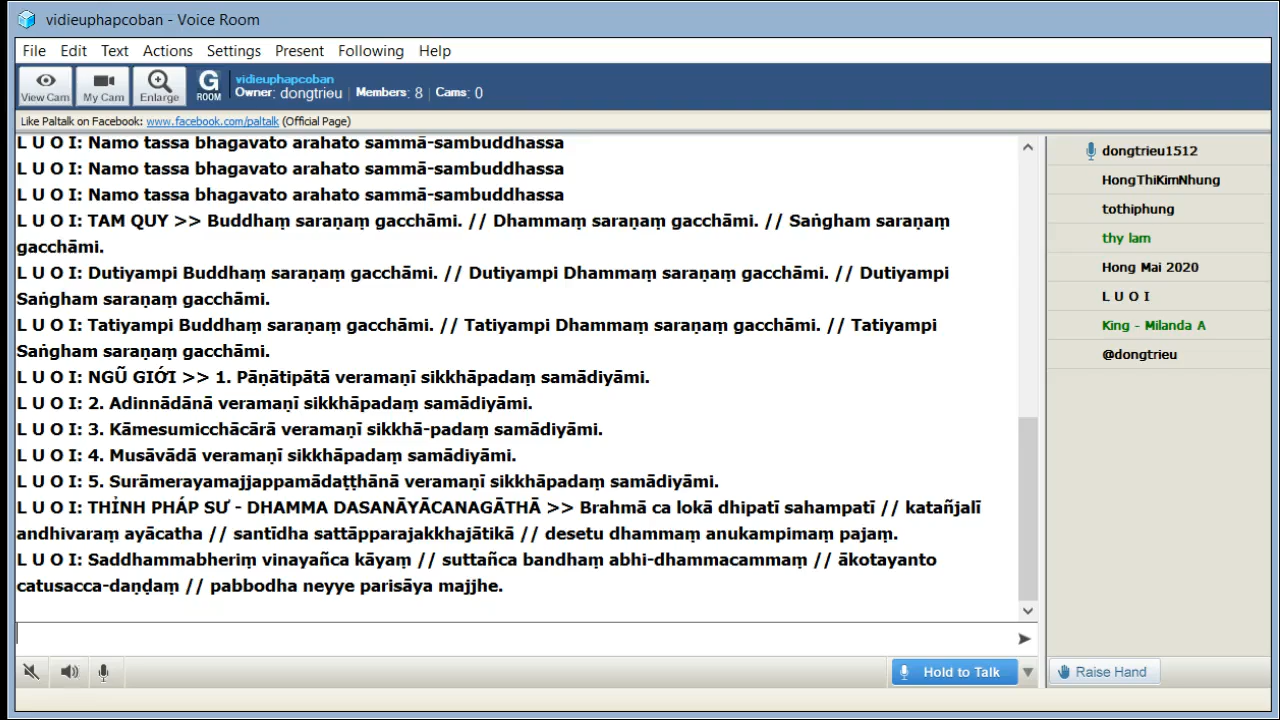 vidieuphapcoban - Voice Room
File Edit Text Actions Settings Present Following Help
View Cam My Cam Enlarge G ROOM vidieuphapcoban
Owner: dongtrieu | Members: 8 | Cams: 0
Like Paltalk on Facebook: www.facebook.com/paltalk (Official Page)
L U O I: Namo tassa bhagavato arahato sammā-sambuddhassa
L U O I: Namo tassa bhagavato arahato sammā-sambuddhassa
L U O I: Namo tassa bhagavato arahato sammā-sambuddhassa
L U O I: TAM QUY >> Buddhaṃ saraṇaṃ gacchāmi. // Dhammaṃ saraṇaṃ gacchāmi. // Saṅgham saraṇaṃ
gacchāmi.
L U O I: Dutiyampi Buddhaṃ saraṇaṃ gacchāmi. // Dutiyampi Dhammaṃ saraṇaṃ gacchāmi. // Dutiyampi
Saṅgham saraṇaṃ gacchāmi.
L U O I: Tatiyampi Buddhaṃ saraṇaṃ gacchāmi. // Tatiyampi Dhammaṃ saraṇaṃ gacchāmi. // Tatiyampi
Saṅgham saraṇaṃ gacchāmi.
L U O I: NGŨ GIỚI >> 1. Pāṇātipātā veramaṇī sikkhāpadaṃ samādiyāmi.
L U O I: 2. Adinnādānā veramaṇī sikkhāpadaṃ samādiyāmi.
L U O I: 3. Kāmesumicchācārā veramaṇī sikkhā-padaṃ samādiyāmi.
L U O I: 4. Musāvādā veramaṇī sikkhāpadaṃ samādiyāmi.
L U O I: 5. Surāmerayamajjappamādaṭṭhānā veramaṇī sikkhāpadaṃ samādiyāmi.
L U O I: THỈNH PHÁP SƯ - DHAMMA DASANĀYĀCANAGĀTHĀ >> Brahmā ca lokā dhipatī sahampatī // katañjalī
andhivaraṃ ayācatha // santīdha sattāpparajakkhajātikā // desetu dhammaṃ anukampimaṃ pajaṃ.
L U O I: Saddhammabheriṃ vinayañca kāyaṃ // suttañca bandhaṃ abhi-dhammacammaṃ // ākotayanto
catusacca-daṇḍaṃ // pabbodha neyye parisāya majjhe.
dongtrieu1512
HongThiKimNhung
tothiphung
thy lam
Hong Mai 2020
L U O I
King - Milanda A
@dongtrieu
Hold to Talk
Raise Hand